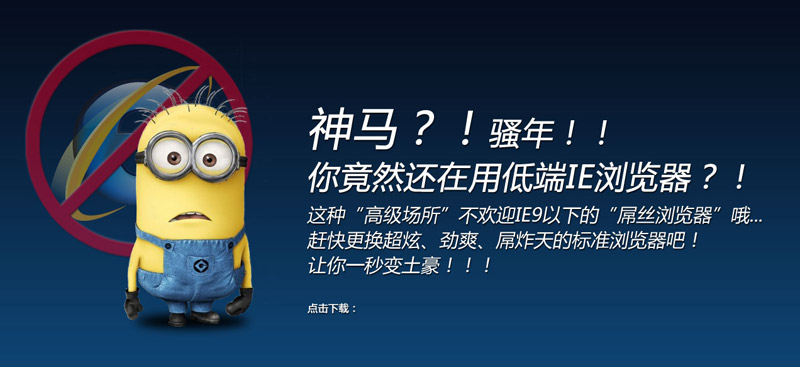 神马？！骚年！！
你竟然还在用低端IE浏览器？！
这种“高级场所”不欢迎IE9以下的“屌丝浏览器”哦...
赶快更换超炫、劲爽、屌炸天的标准浏览器吧！
让你一秒变土豪！！！
点击下载：